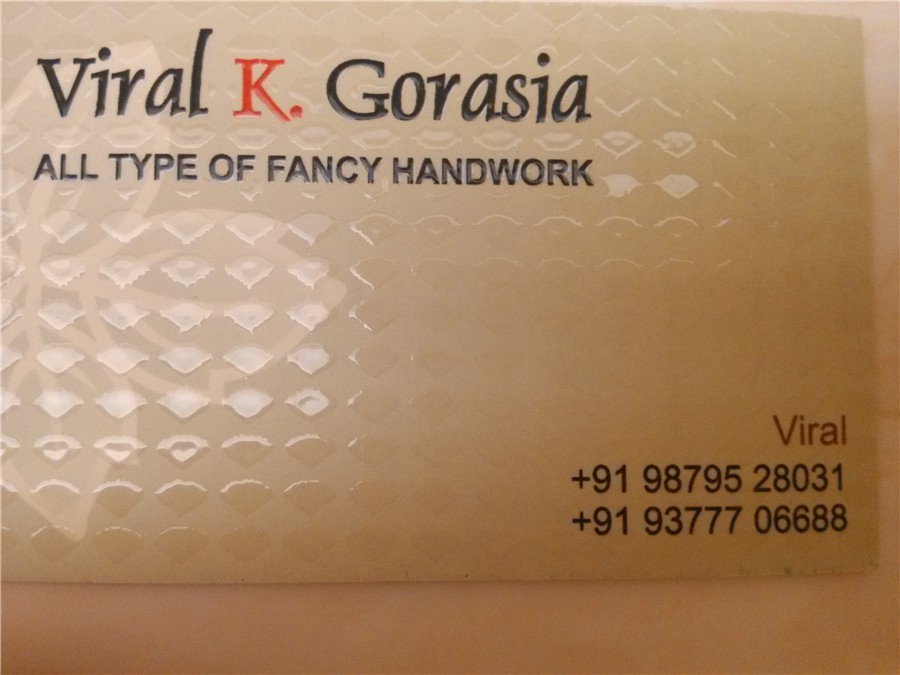 Viral K. Gorasia
ALL TYPE OF FANCY HANDWORK
Viral
+91 98795 28031
+91 93777 06688